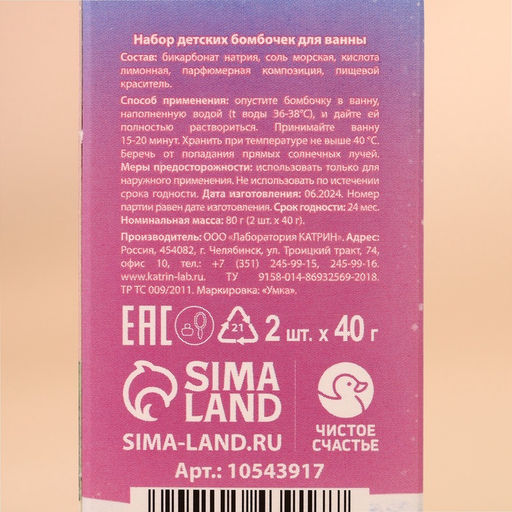 Набор детских бомбочек для ванны
Состав: бикарбонат натрия, соль морская, кислота
лимонная, парфюмерная композиция, пищевой
краситель.
Способ применения: опустите бомбочку в ванну,
наполненную водой (t воды 36-38°C), и дайте ей
полностью раствориться. Принимайте ванну
15-20 минут. Хранить при температуре не выше 40 °C.
Беречь от попадания прямых солнечных лучей.
Меры предосторожности: использовать только для
наружного применения. Не использовать по истечении
срока годности. Дата изготовления: 06.2024. Номер
партии равен дате изготовления. Срок годности: 24 мес.
Номинальная масса: 80 г (2 шт. х 40 г).
Производитель: ООО «Лаборатория КАТРИН». Адрес:
Россия, 454082, г. Челябинск, ул. Троицкий тракт, 74,
офис 10, тел.: +7 (351) 245-99-15, 245-99-16.
www.katrin-lab.ru. ТУ 9158-014-86932569-2018.
ТР ТС 009/2011. Маркировка: «Умка».
EAC 21 2 шт. х 40 г
SIMA
LAND
SIMA-LAND.RU
ЧИСТОЕ
СЧАСТЬЕ
Арт.: 10543917